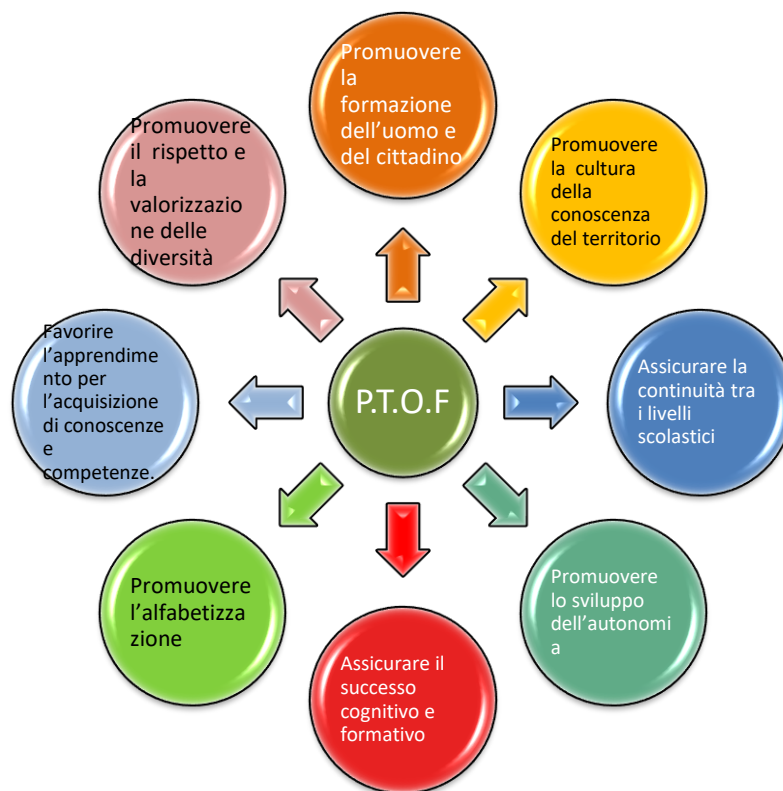 Promuovere
la
formazione
dell'uomo e
del cittadino
Promuovere
la cultura
della
conoscenza
del territorio
Assicurare la
continuità tra
i livelli
scolastici
Promuovere
lo sviluppo
dell'autonomi
a
Assicurare il
successo
cognitivo e
formativo
Promuovere
l'alfabetizza
zione
Favorire
l'apprendime
nto per
l'acquisizione
di conoscenze
e
competenze.
Promuovere
il rispetto e
la
valorizzazio
ne delle
diversità
P.T.O.F